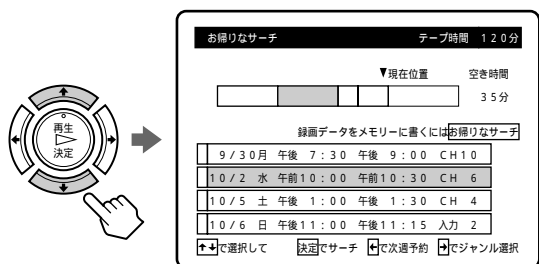 お帰りなサーチ テープ時間 120分
▼現在位置 空き時間
35分
再生
決定
録画データをメモリーに書くにはお帰りなサーチ
9/30月 午後 7:30 午後 9:00 CH10
10/2 水 午前10:00 午前10:30 CH 6
10/5 土 午後 1:00 午後 1:30 CH 4
10/6 日 午後11:00 午後11:15 入力 2
↑↓で選択して 決定でサーチ ←で次週予約 →でジャンル選択